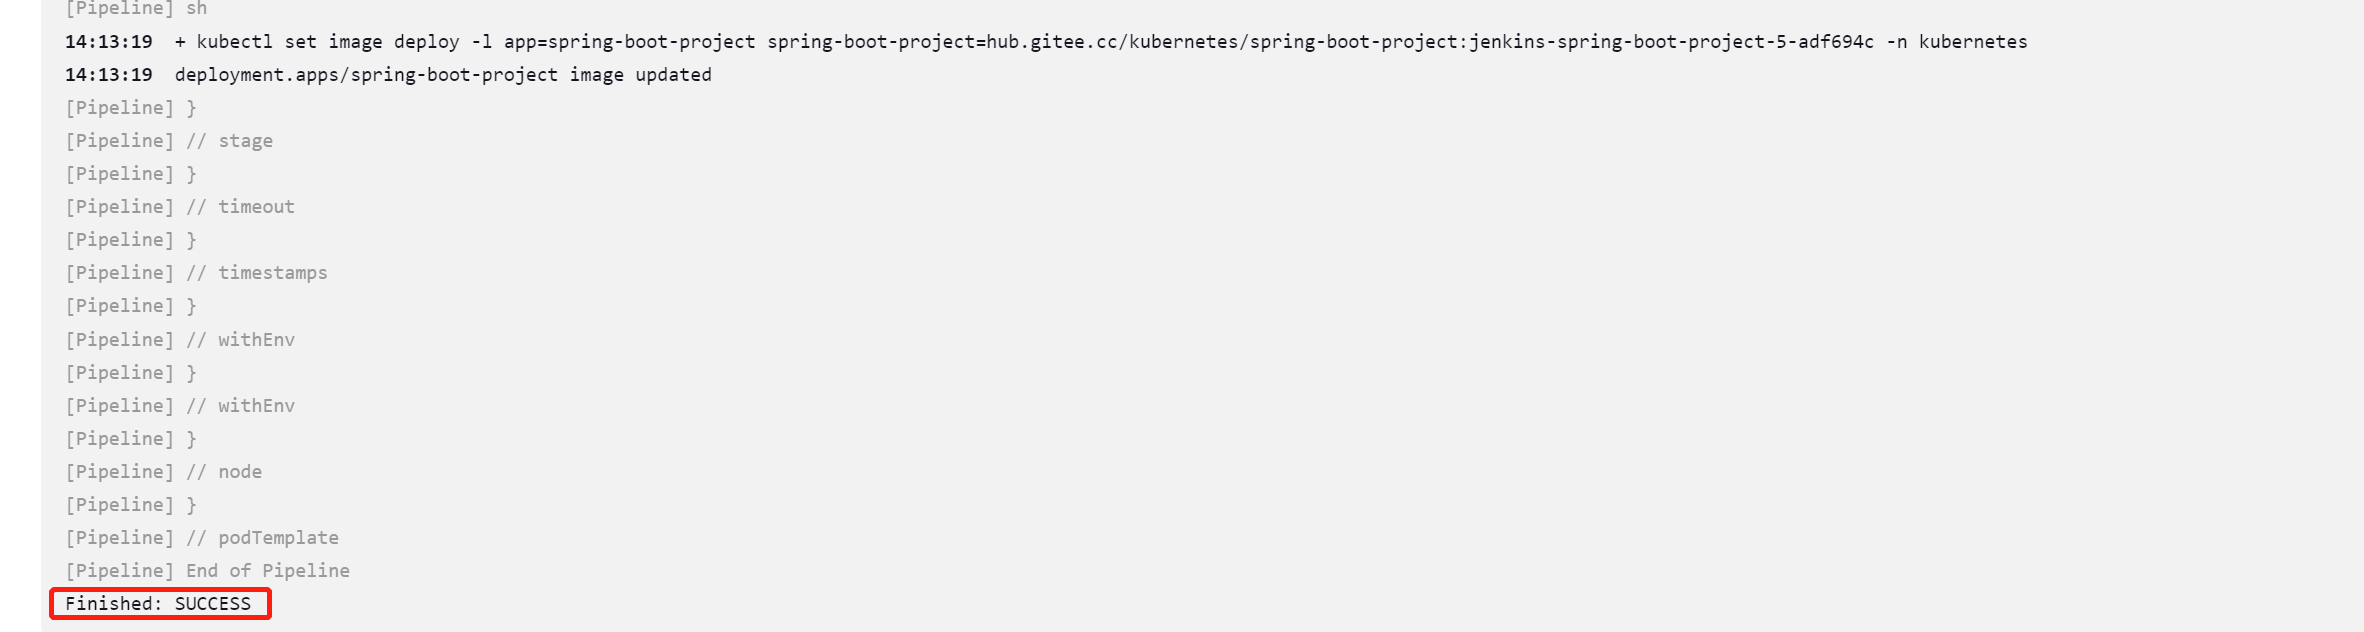 [Pipeline] sh
14:13:19  + kubectl set image deploy -l app=spring-boot-project spring-boot-project=hub.gitee.cc/kubernetes/spring-boot-project:jenkins-spring-boot-project-5-adf694c -n kubernetes
14:13:19  deployment.apps/spring-boot-project image updated
[Pipeline] }
[Pipeline] // stage
[Pipeline] }
[Pipeline] // timeout
[Pipeline] }
[Pipeline] // timestamps
[Pipeline] }
[Pipeline] // withEnv
[Pipeline] }
[Pipeline] // withEnv
[Pipeline] }
[Pipeline] // node
[Pipeline] }
[Pipeline] // podTemplate
[Pipeline] End of Pipeline
Finished: SUCCESS